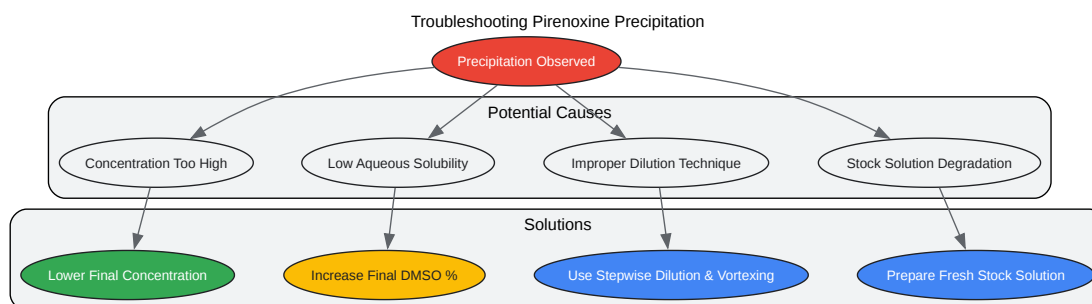 Troubleshooting Pirenoxine Precipitation
Precipitation Observed
Potential Causes
Concentration Too High
Low Aqueous Solubility
Improper Dilution Technique
Stock Solution Degradation
Solutions
Lower Final Concentration
Increase Final DMSO %
Use Stepwise Dilution & Vortexing
Prepare Fresh Stock Solution